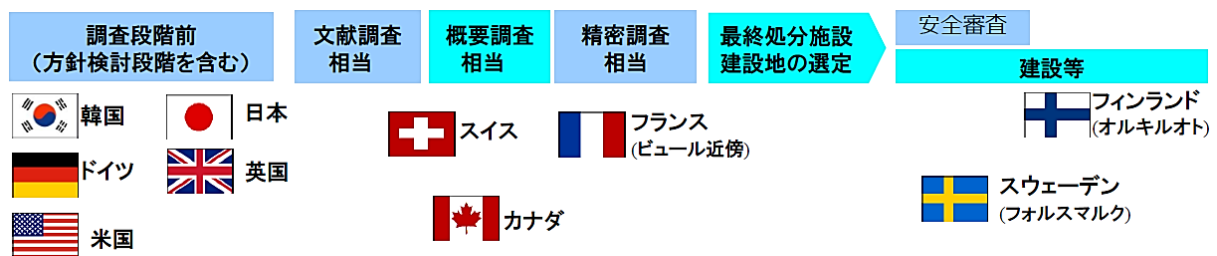 調査段階前
(方針検討段階を含む)
文献調査
相当
概要調査
相当
精密調査
相当
最終処分施設
建設地の選定
安全審査
建設等
韓国
日本
ドイツ
英国
米国
スイス
カナダ
フランス
(ビュール近傍)
フィンランド
(オルキルオト)
スウェーデン
(フォルスマルク)